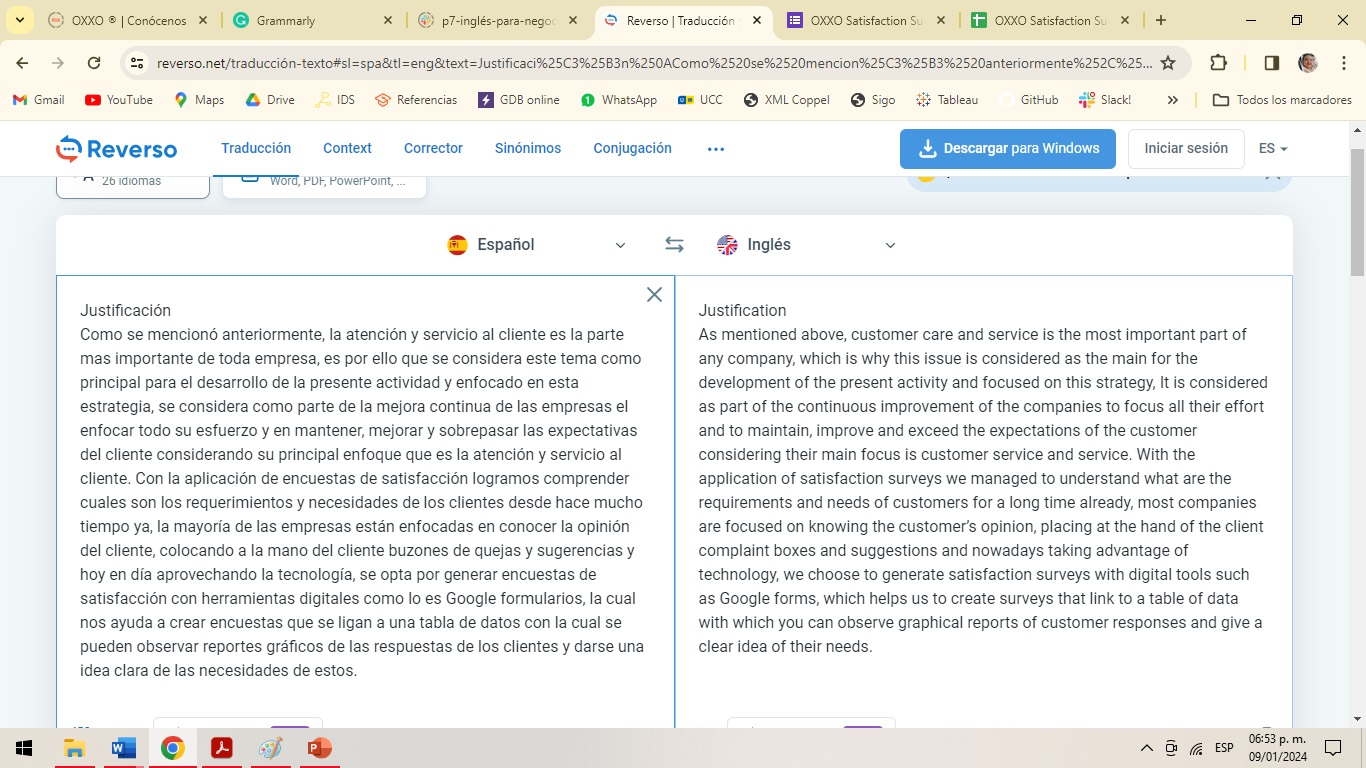 OXXO ® | Conócenos
Grammarly
p7-inglés-para-negoc
Reverso | Traducción
OXXO Satisfaction Su
OXXO Satisfaction Su
reverso.net/traducción-texto#sl=spa&tl=eng&text=Justificaci%25C3%25B3n%250AComo%2520se%2520mencion%25C3%25B3%2520anteriormente%252C%25...
Gmail
YouTube
Maps
Drive
IDS
Referencias
GDB online
WhatsApp
UCC
XML Coppel
Sigo
Tableau
GitHub
Slack!
»
Todos los marcadores
Reverso
Traducción
Context
Corrector
Sinónimos
Conjugación
Descargar para Windows
Iniciar sesión
ES
26 idiomas
Word, PDF, PowerPoint, ...
Español
Inglés
Justificación
Como se mencionó anteriormente, la atención y servicio al cliente es la parte
mas importante de toda empresa, es por ello que se considera este tema como
principal para el desarrollo de la presente actividad y enfocado en esta
estrategia, se considera como parte de la mejora continua de las empresas el
enfocar todo su esfuerzo y en mantener, mejorar y sobrepasar las expectativas
del cliente considerando su principal enfoque que es la atención y servicio al
cliente. Con la aplicación de encuestas de satisfacción logramos comprender
cuales son los requerimientos y necesidades de los clientes desde hace mucho
tiempo ya, la mayoría de las empresas están enfocadas en conocer la opinión
del cliente, colocando a la mano del cliente buzones de quejas y sugerencias y
hoy en día aprovechando la tecnología, se opta por generar encuestas de
satisfacción con herramientas digitales como lo es Google formularios, la cual
nos ayuda a crear encuestas que se ligan a una tabla de datos con la cual se
pueden observar reportes gráficos de las respuestas de los clientes y darse una
idea clara de las necesidades de estos.
Justification
As mentioned above, customer care and service is the most important part of
any company, which is why this issue is considered as the main for the
development of the present activity and focused on this strategy, It is considered
as part of the continuous improvement of the companies to focus all their effort
and to maintain, improve and exceed the expectations of the customer
considering their main focus is customer service and service. With the
application of satisfaction surveys we managed to understand what are the
requirements and needs of customers for a long time already, most companies
are focused on knowing the customer's opinion, placing at the hand of the client
complaint boxes and suggestions and nowadays taking advantage of
technology, we choose to generate satisfaction surveys with digital tools such
as Google forms, which helps us to create surveys that link to a table of data
with which you can observe graphical reports of customer responses and give a
clear idea of their needs.
ESP
06:53 p. m.
09/01/2024